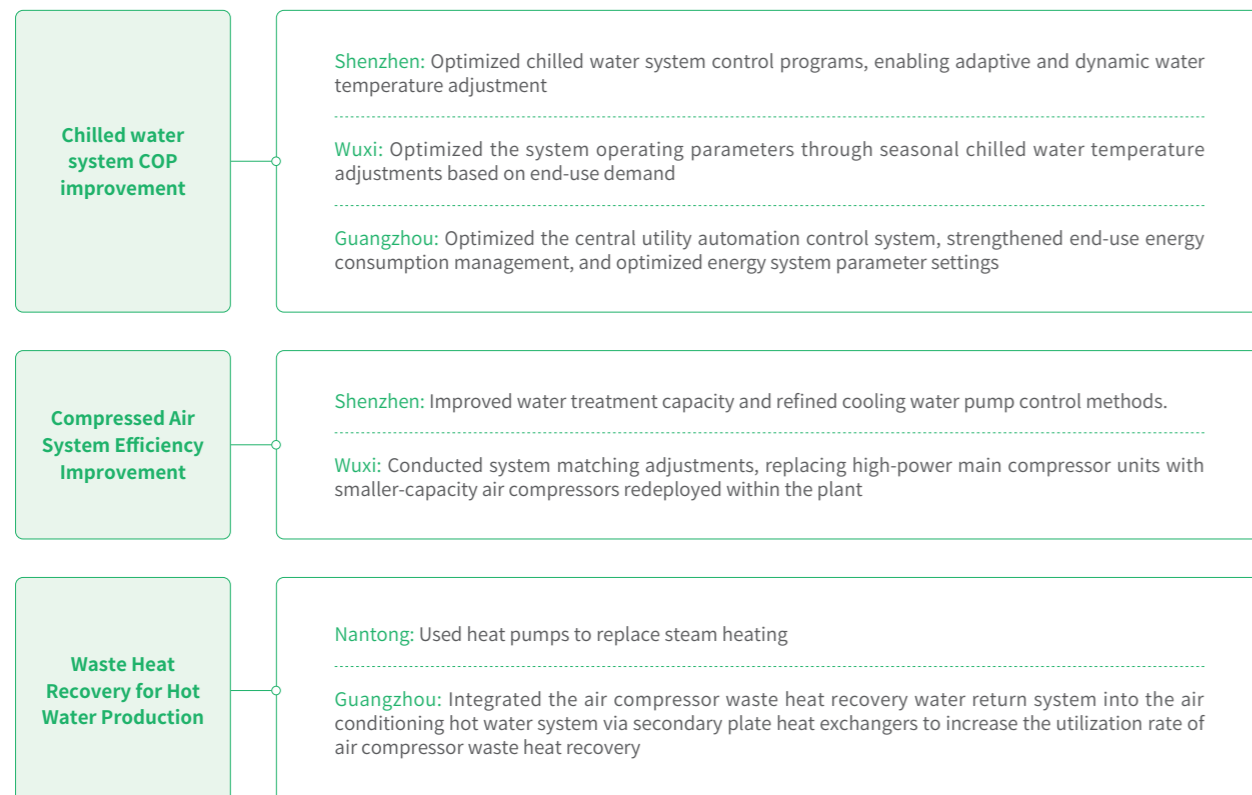 Chilled water
system COP
improvement
Shenzhen: Optimized chilled water system control programs, enabling adaptive and dynamic water
temperature adjustment
Wuxi: Optimized the system operating parameters through seasonal chilled water temperature
adjustments based on end-use demand
Guangzhou: Optimized the central utility automation control system, strengthened end-use energy
consumption management, and optimized energy system parameter settings
Compressed Air
System Efficiency
Improvement
Shenzhen: Improved water treatment capacity and refined cooling water pump control methods.
Wuxi: Conducted system matching adjustments, replacing high-power main compressor units with
smaller-capacity air compressors redeployed within the plant
Waste Heat
Recovery for Hot
Water Production
Nantong: Used heat pumps to replace steam heating
Guangzhou: Integrated the air compressor waste heat recovery water return system into the air
conditioning hot water system via secondary plate heat exchangers to increase the utilization rate of
air compressor waste heat recovery